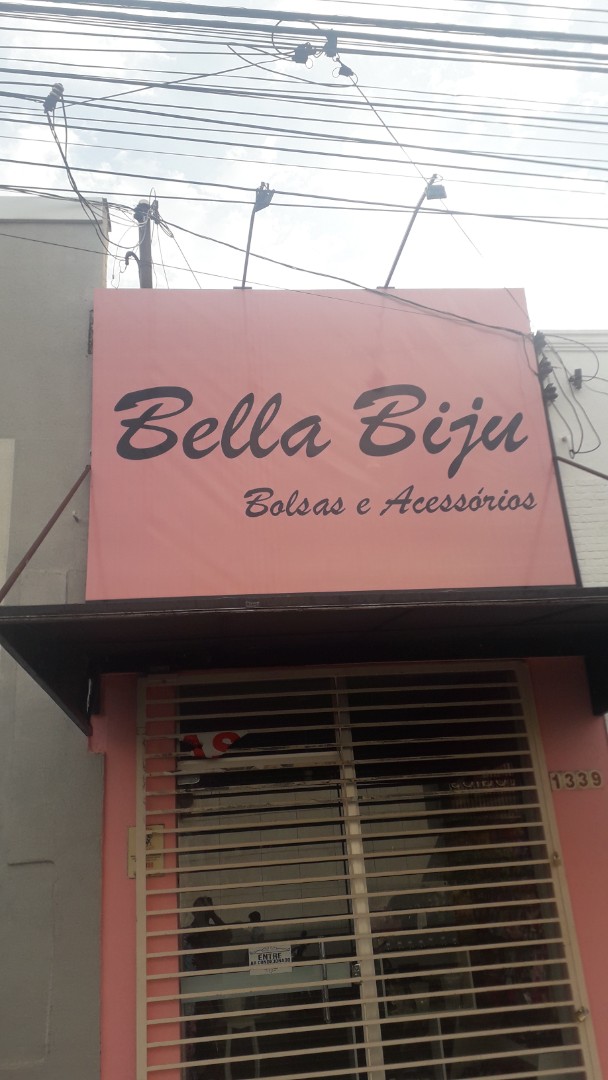 Bella Biju
Bolsas e Acessórios
1339
ENTRE